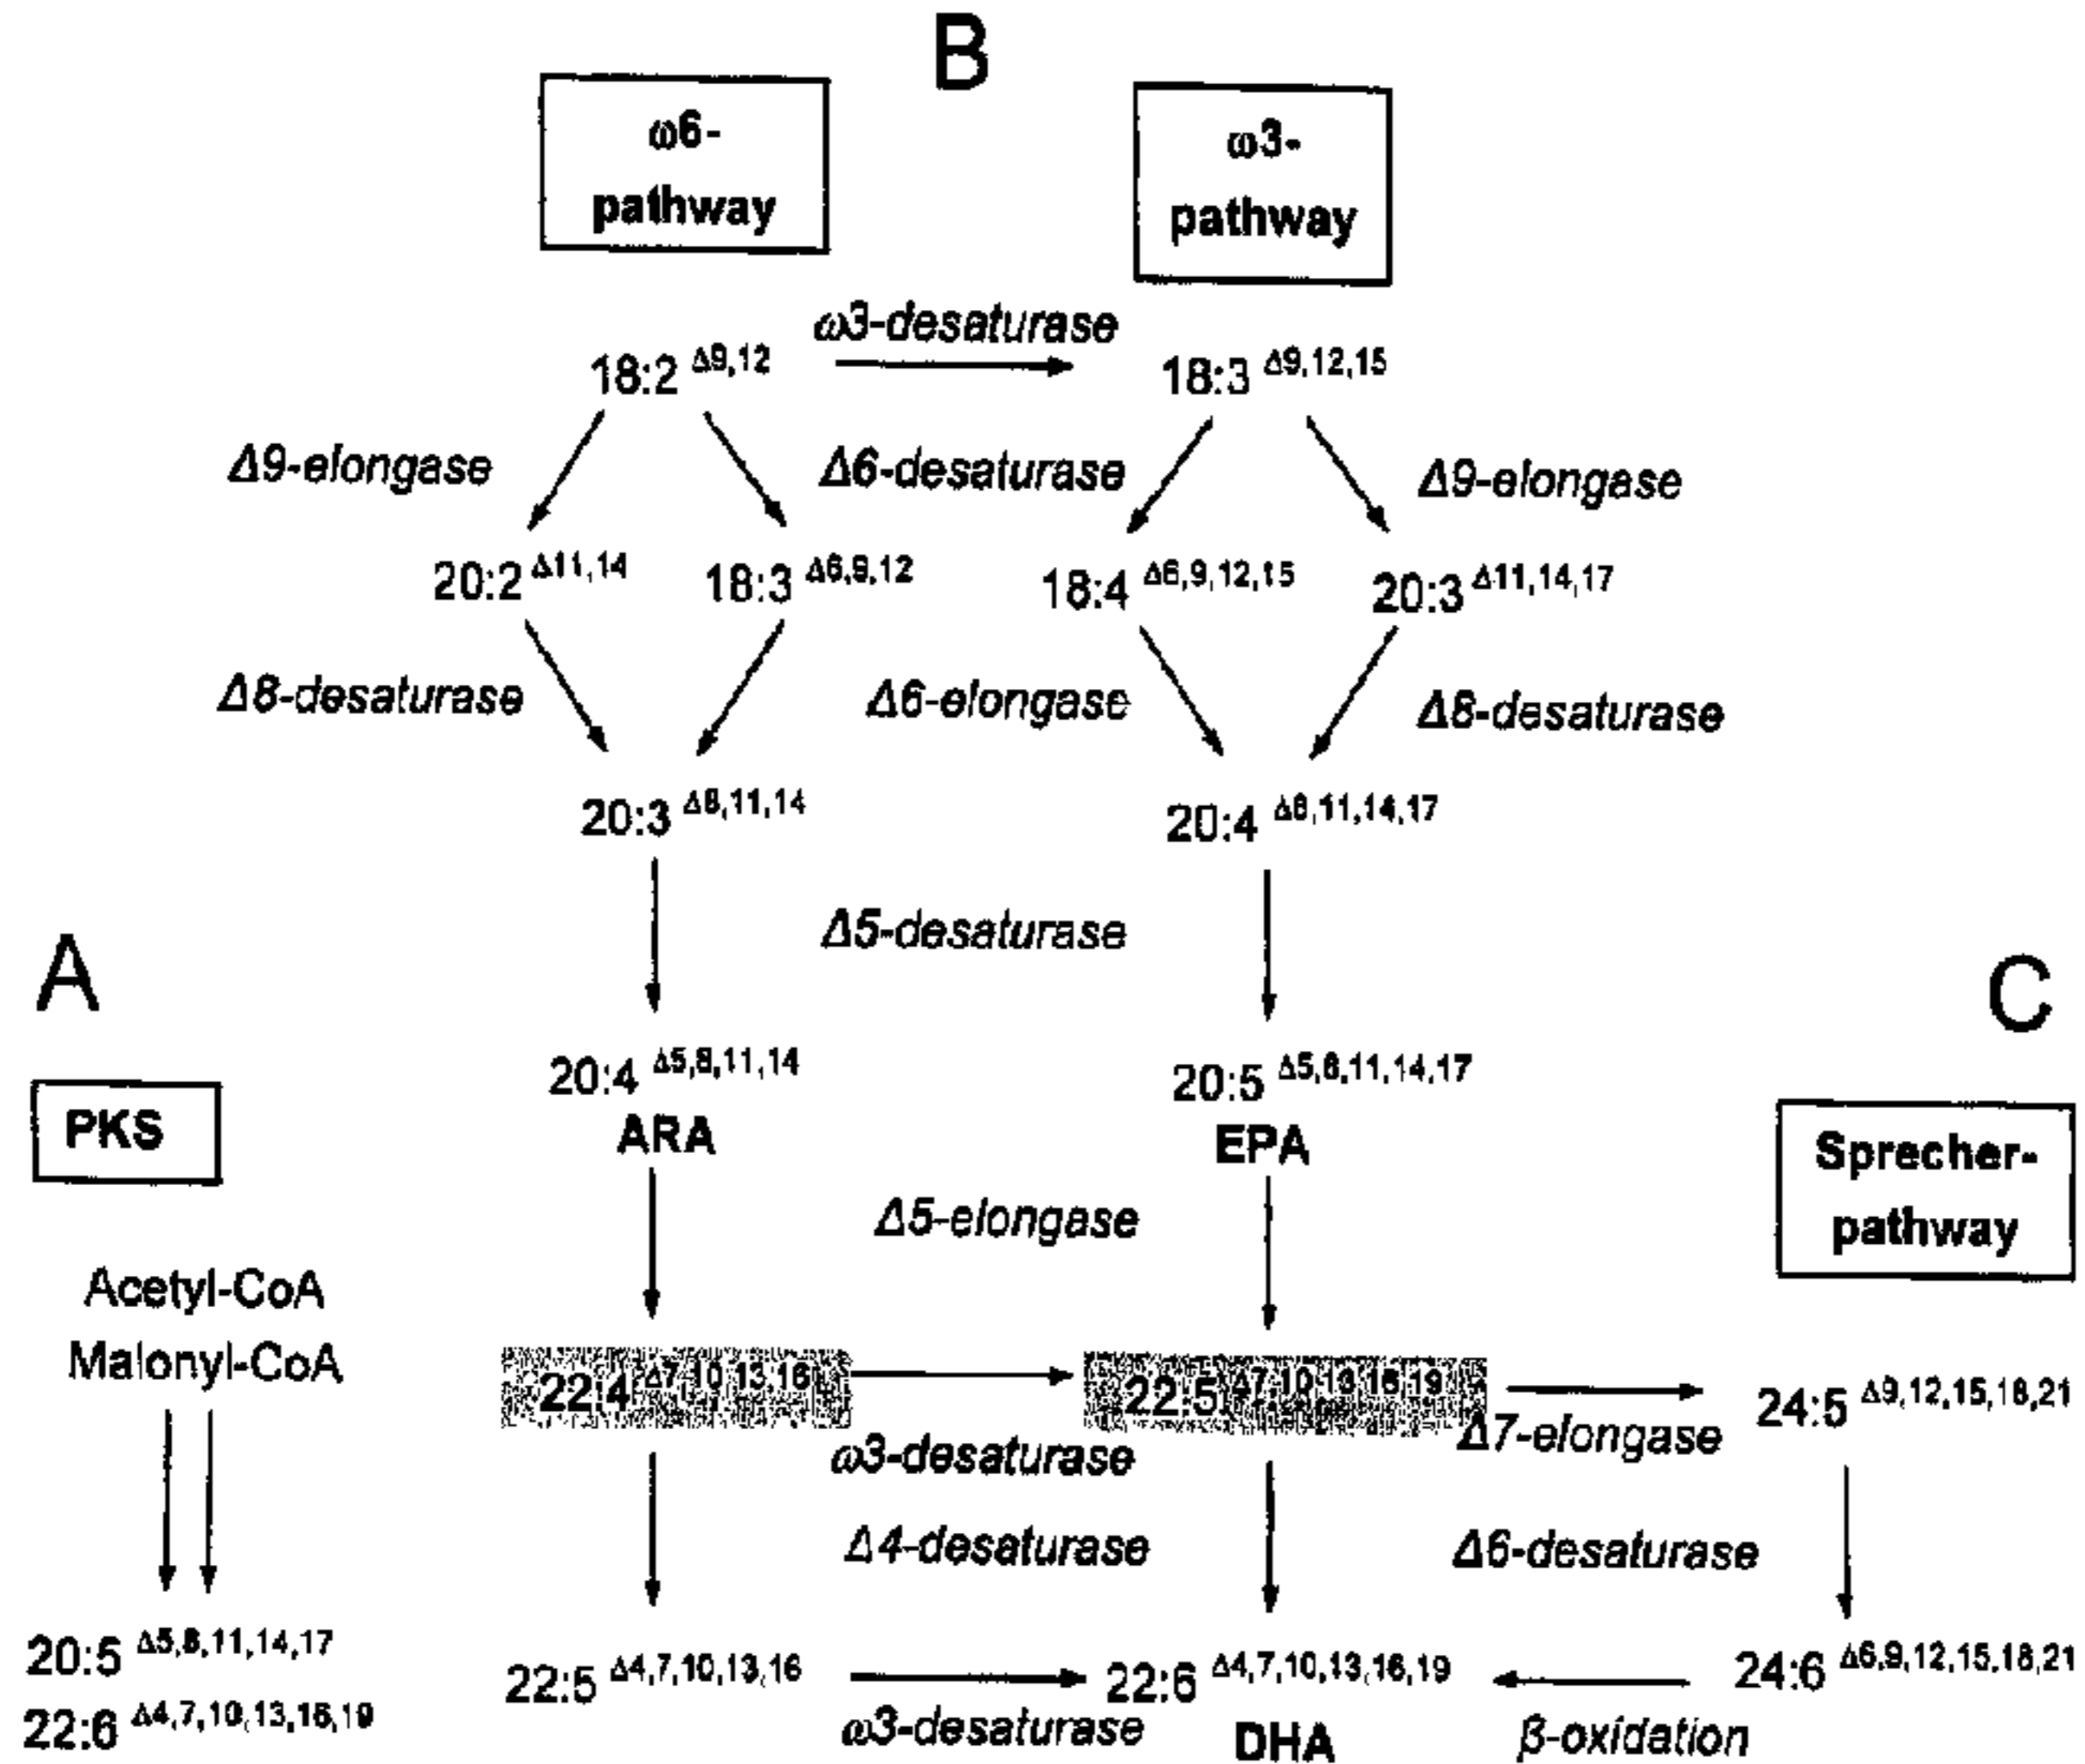 B
ω6-
pathway
ω3-
pathway
ω3-desaturase
18:2 Δ9,12
18:3 Δ9,12,15
Δ9-elongase
Δ6-desaturase
Δ9-elongase
20:2 Δ11,14
18:3 Δ6,9,12
18:4 Δ6,9,12,15
20:3 Δ11,14,17
Δ8-desaturase
Δ6-elongase
Δ8-desaturase
20:3 Δ8,11,14
20:4 Δ8,11,14,17
Δ5-desaturase
A
C
20:4 Δ5,8,11,14
ARA
20:5 Δ5,8,11,14,17
EPA
PKS
Sprecher-
pathway
Δ5-elongase
Acetyl-CoA
Malonyl-CoA
22:4 Δ7,10,13,16
22:5 Δ7,10,13,16,19
24:5 Δ9,12,15,18,21
Δ7-elongase
ω3-desaturase
Δ4-desaturase
Δ6-desaturase
20:5 Δ5,8,11,14,17
22:6 Δ4,7,10,13,16,19
22:5 Δ4,7,10,13,16
22:6 Δ4,7,10,13,16,19
24:6 Δ6,9,12,15,18,21
ω3-desaturase
DHA
β-oxidation